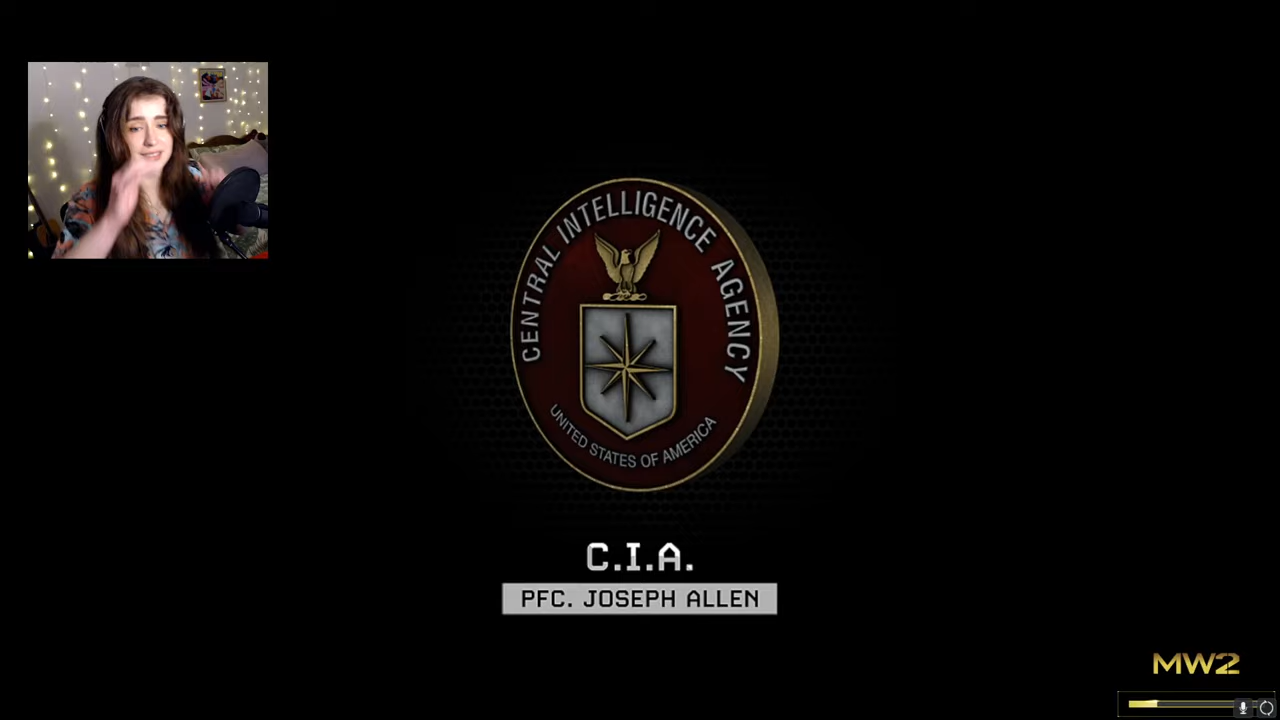 CENTRAL INTELLIGENCE AGENCY
UNITED STATES OF AMERICA
C.I.A.
PFC. JOSEPH ALLEN
MW2